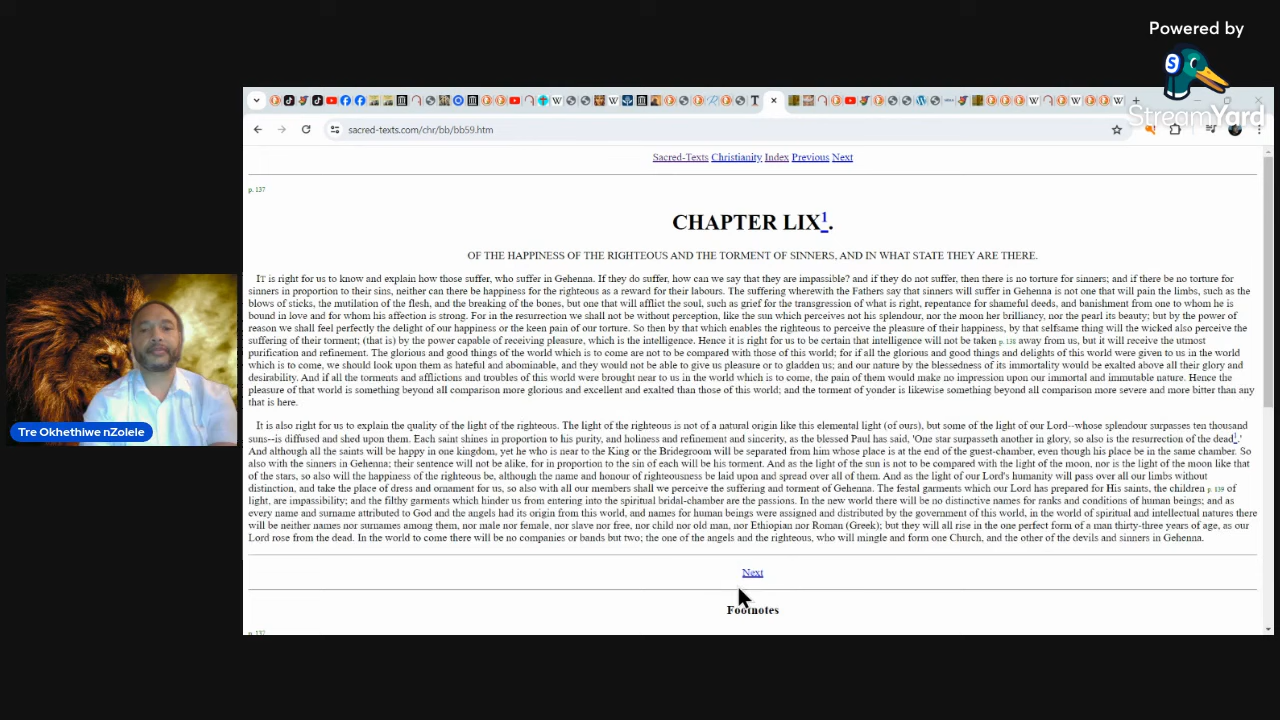 Powered by
StreamYard
sacred-texts.com/chr/bb/bb59.htm
Sacred-Texts Christianity Index Previous Next
p. 137
CHAPTER LIX1.
OF THE HAPPINESS OF THE RIGHTEOUS AND THE TORMENT OF SINNERS, AND IN WHAT STATE THEY ARE THERE.
IT is right for us to know and explain how those suffer, who suffer in Gehenna. If they do suffer, how can we say that they are impassible? and if they do not suffer, then there is no torture for sinners; and if there be no torture for
sinners in proportion to their sins, neither can there be happiness for the righteous as a reward for their labours. The suffering wherewith the Fathers say that sinners will suffer in Gehenna is not one that will pain the limbs, such as the
blows of sticks, the mutilation of the flesh, and the breaking of the bones, but one that will afflict the soul, such as grief for the transgression of what is right, repentance for shameful deeds, and banishment from one to whom he is
bound in love and for whom his affection is strong. For in the resurrection we shall not be without perception, like the sun which perceives not his splendour, nor the moon her brilliancy, nor the pearl its beauty; but by the power of
reason we shall feel perfectly the delight of our happiness or the keen pain of our torture. So then by that which enables the righteous to perceive the pleasure of their happiness, by that selfsame thing will the wicked also perceive the
suffering of their torment; (that is) by the power capable of receiving pleasure, which is the intelligence. Hence it is right for us to be certain that intelligence will not be taken p. 138 away from us, but it will receive the utmost
purification and refinement. The glorious and good things of the world which is to come are not to be compared with those of this world; for if all the glorious and good things and delights of this world were given to us in the world
which is to come, we should look upon them as hateful and abominable, and they would not be able to give us pleasure or to gladden us; and our nature by the blessedness of its immortality would be exalted above all their glory and
desirability. And if all the torments and afflictions and troubles of this world were brought near to us in the world which is to come, the pain of them would make no impression upon our immortal and immutable nature. Hence the
pleasure of that world is something beyond all comparison more glorious and excellent and exalted than those of this world; and the torment of yonder is likewise something beyond all comparison more severe and more bitter than any
that is here.
It is also right for us to explain the quality of the light of the righteous. The light of the righteous is not of a natural origin like this elemental light (of ours), but some of the light of our Lord--whose splendour surpasses ten thousand
suns--is diffused and shed upon them. Each saint shines in proportion to his purity, and holiness and refinement and sincerity, as the blessed Paul has said, 'One star surpasseth another in glory, so also is the resurrection of the dead1.'
And although all the saints will be happy in one kingdom, yet he who is near to the King or the Bridegroom will be separated from him whose place is at the end of the guest-chamber, even though his place be in the same chamber. So
also with the sinners in Gehenna; their sentence will not be alike, for in proportion to the sin of each will be his torment. And as the light of the sun is not to be compared with the light of the moon, nor is the light of the moon like that
of the stars, so also will the happiness of the righteous be, although the name and honour of righteousness be laid upon and spread over all of them. And as the light of our Lord's humanity will pass over all our limbs without
distinction, and take the place of dress and ornament for us, so also with all our members shall we perceive the suffering and torment of Gehenna. The festal garments which our Lord has prepared for His saints, the children p. 139 of
light, are impassibility; and the filthy garments which hinder us from entering into the spiritual bridal-chamber are the passions. In the new world there will be no distinctive names for ranks and conditions of human beings; and as
every name and surname attributed to God and the angels had its origin from this world, and names for human beings were assigned and distributed by the government of this world, in the world of spiritual and intellectual natures there
will be neither names nor surnames among them, nor male nor female, nor slave nor free, nor child nor old man, nor Ethiopian nor Roman (Greek); but they will all rise in the one perfect form of a man thirty-three years of age, as our
Lord rose from the dead. In the world to come there will be no companies or bands but two; the one of the angels and the righteous, who will mingle and form one Church, and the other of the devils and sinners in Gehenna.
Tre Okhethiwe nZolele
Next
Footnotes
p. 137